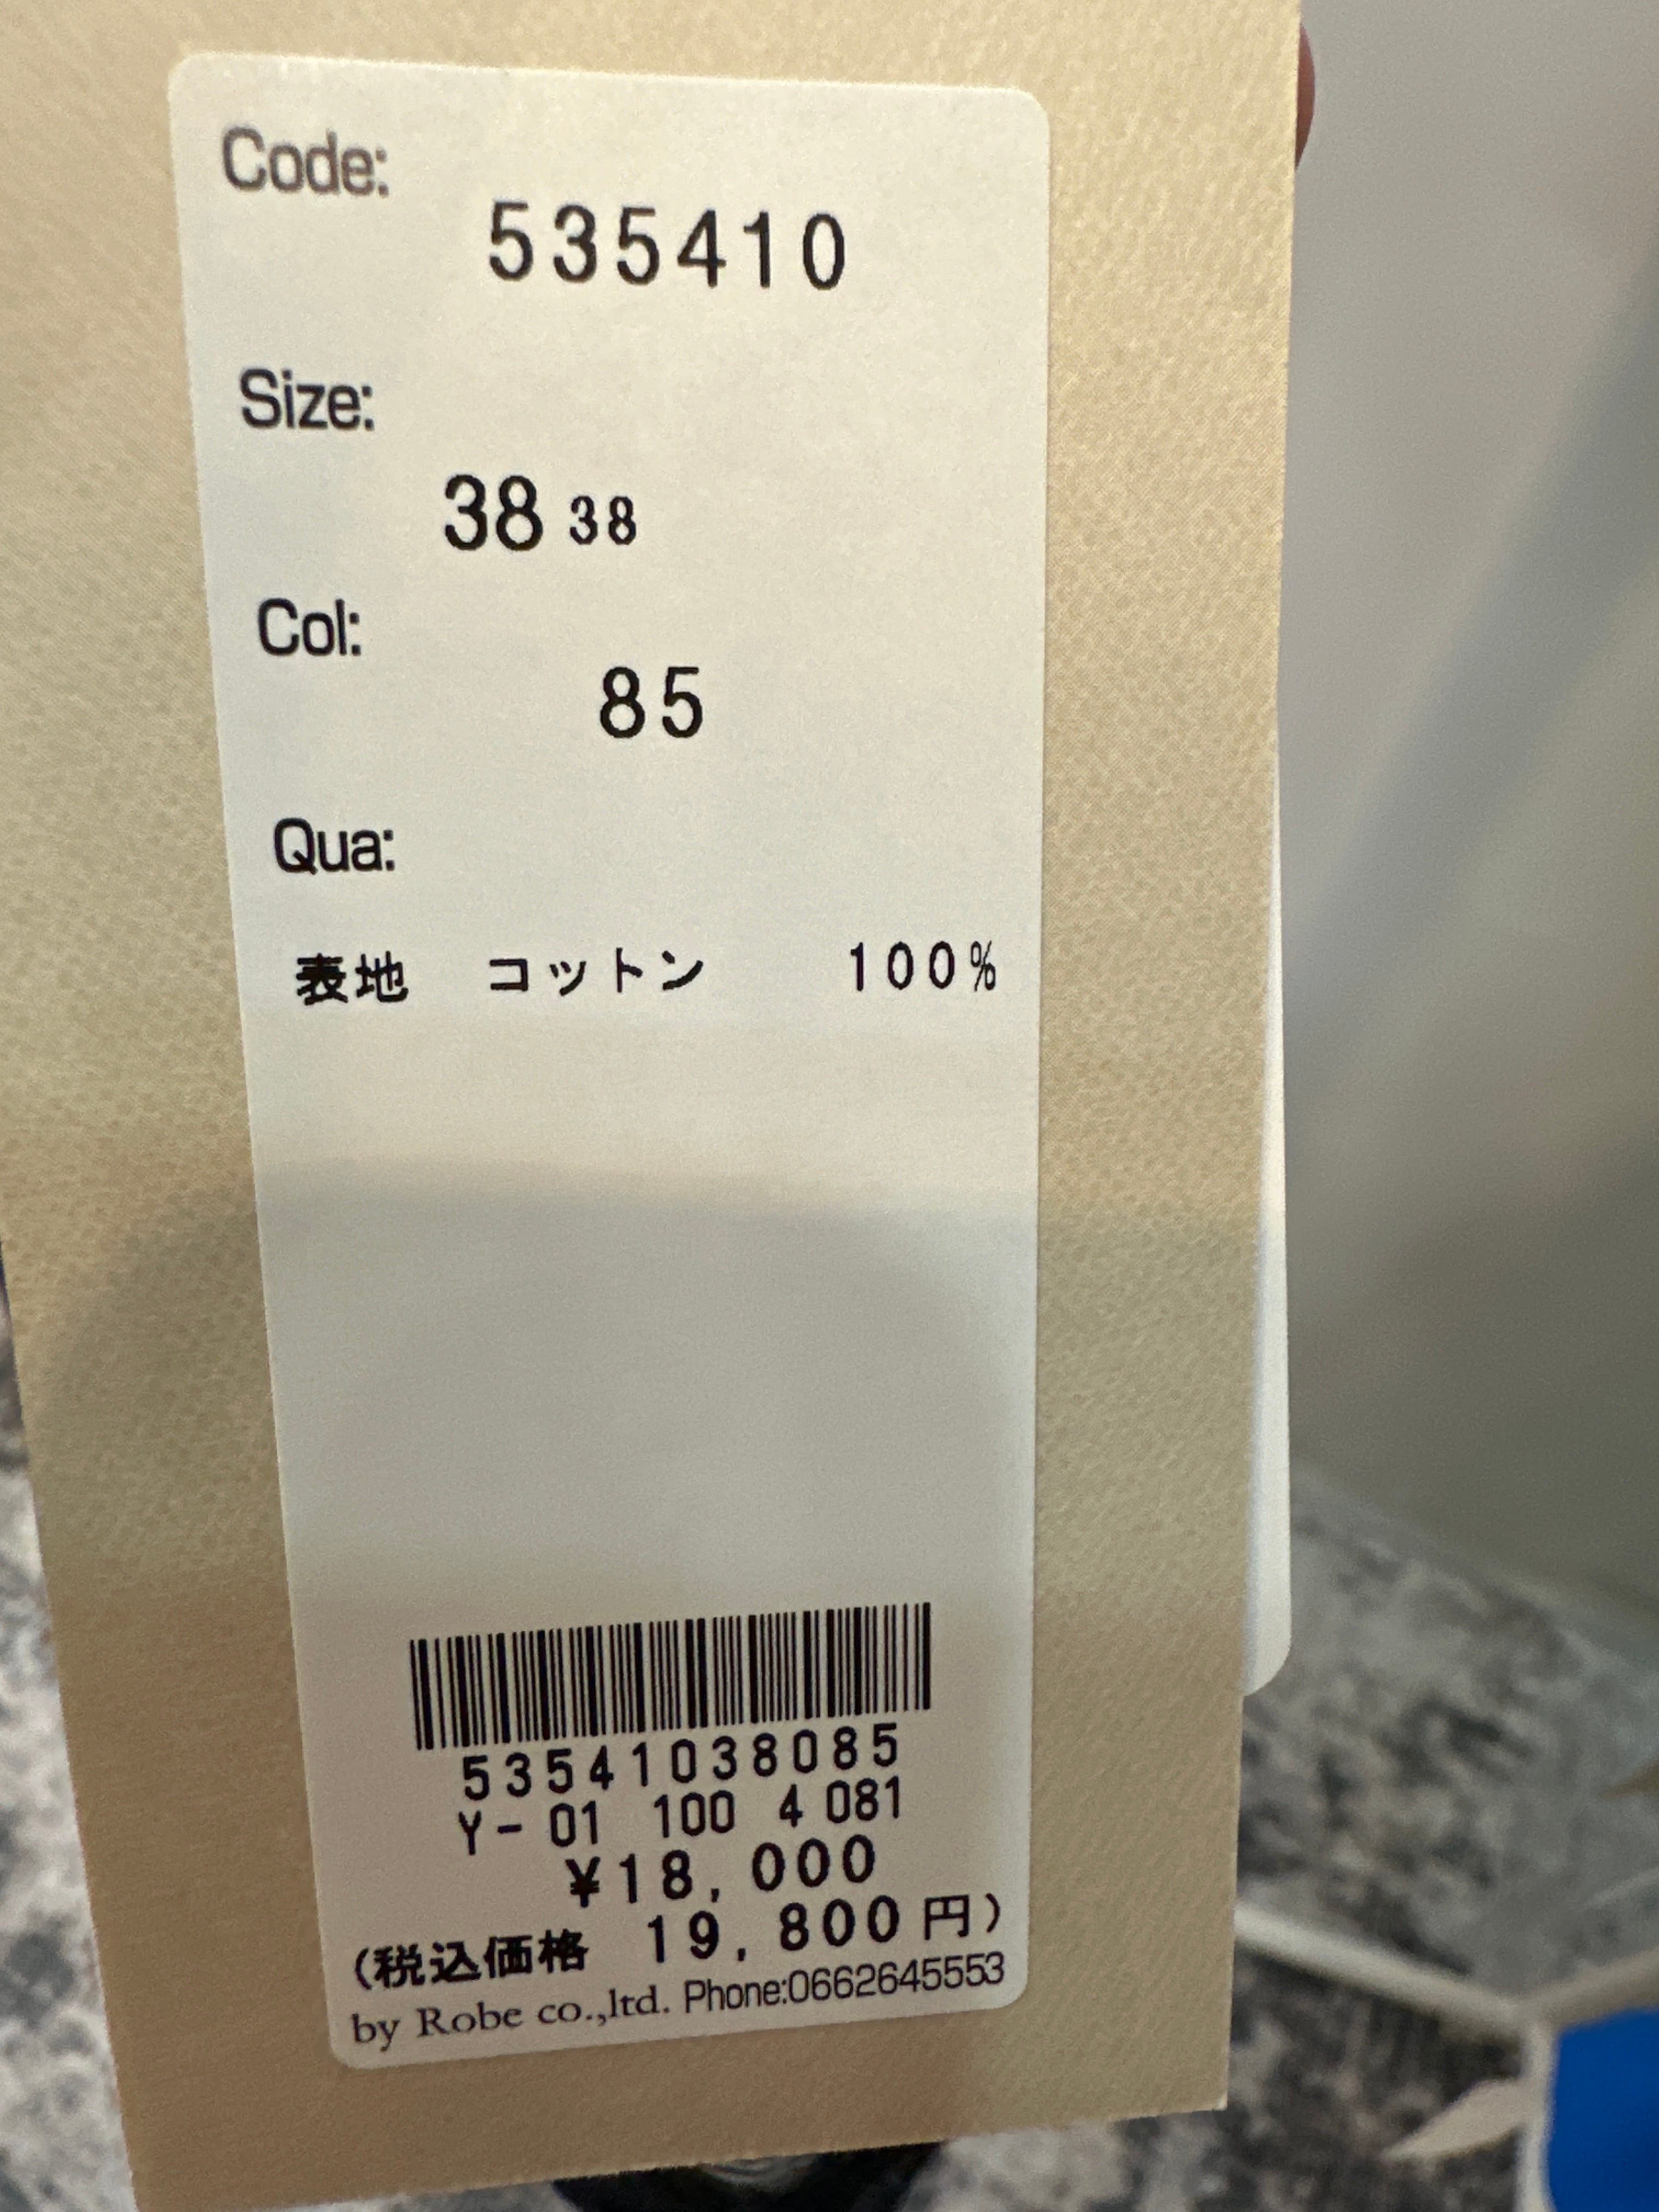 Code:
535410
Size:
38 38
Col:
85
Qua:
表地 コットン 100%
53541038085
Y- 01 100 4 081
¥18,000
(税込価格 19,800円)
by Robe co.,ltd. Phone:0662645553